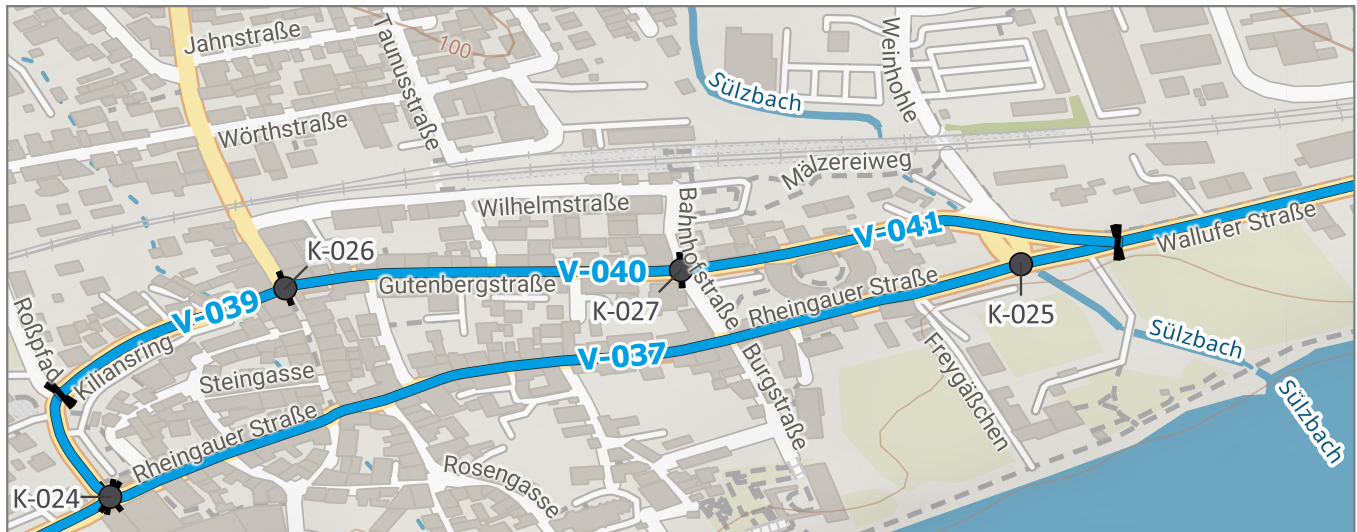 Jahnstraße
Taunusstraße
100
Weinhohle
Sülzbach
Wörthstraße
Mälzereiweg
Wilhelmstraße
Bahnhofstraße
V-041
Wallufer Straße
K-026
V-040
Gutenbergstraße
K-027
Rheingauer Straße
K-025
V-039
Roßpfad
Kiliansring
V-037
Sülzbach
Freygäßchen
Burgstraße
Steingasse
Sülzbach
Rheingauer Straße
Rosengasse
K-024